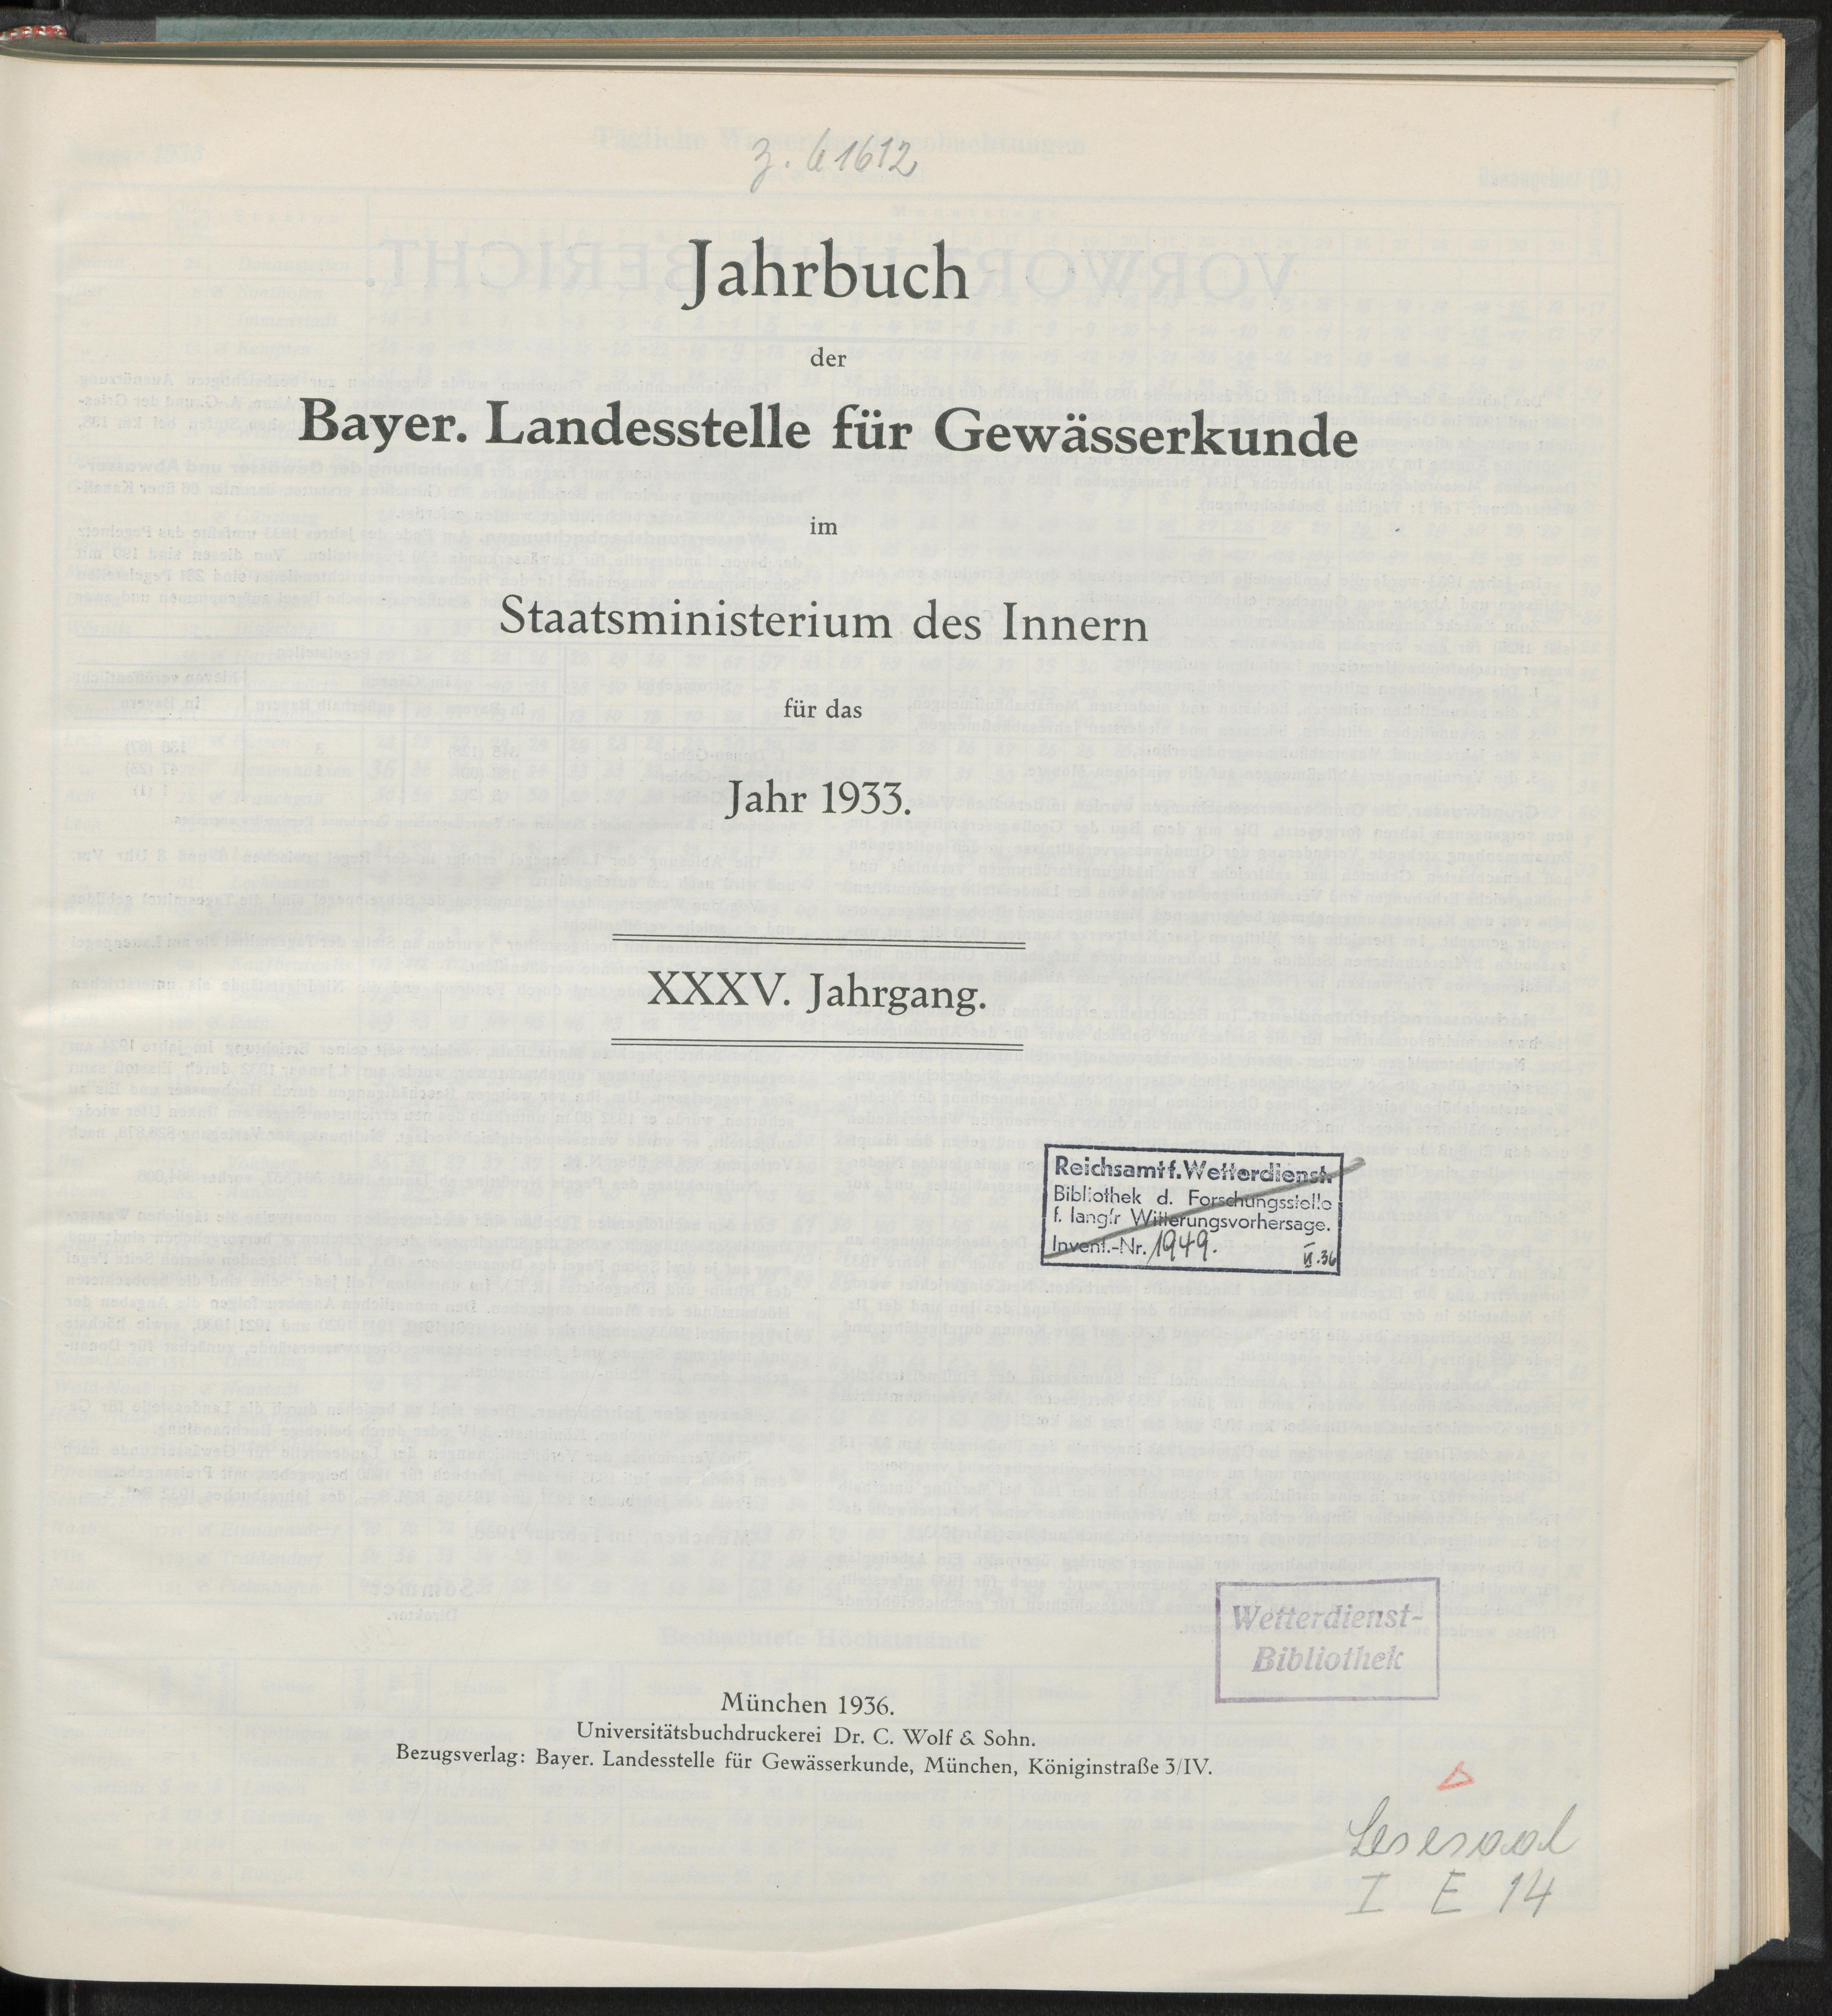 z. b 1612
Jahrbuch
der
Bayer. Landesstelle für Gewässerkunde
im
Staatsministerium des Innern
für das
Jahr 1933.
XXXV. Jahrgang.
Reichsamt f. Wetterdienst
Bibliothek d. Forschungsstelle
f. langfr Witterungsvorhersage.
Invent.-Nr. 1949. VI.36
Wetterdienst-
Bibliothek
München 1936.
Universitätsbuchdruckerei Dr. C. Wolf & Sohn.
Bezugsverlag: Bayer. Landesstelle für Gewässerkunde, München, Königinstraße 3/IV.
Lesesaal
I E 14